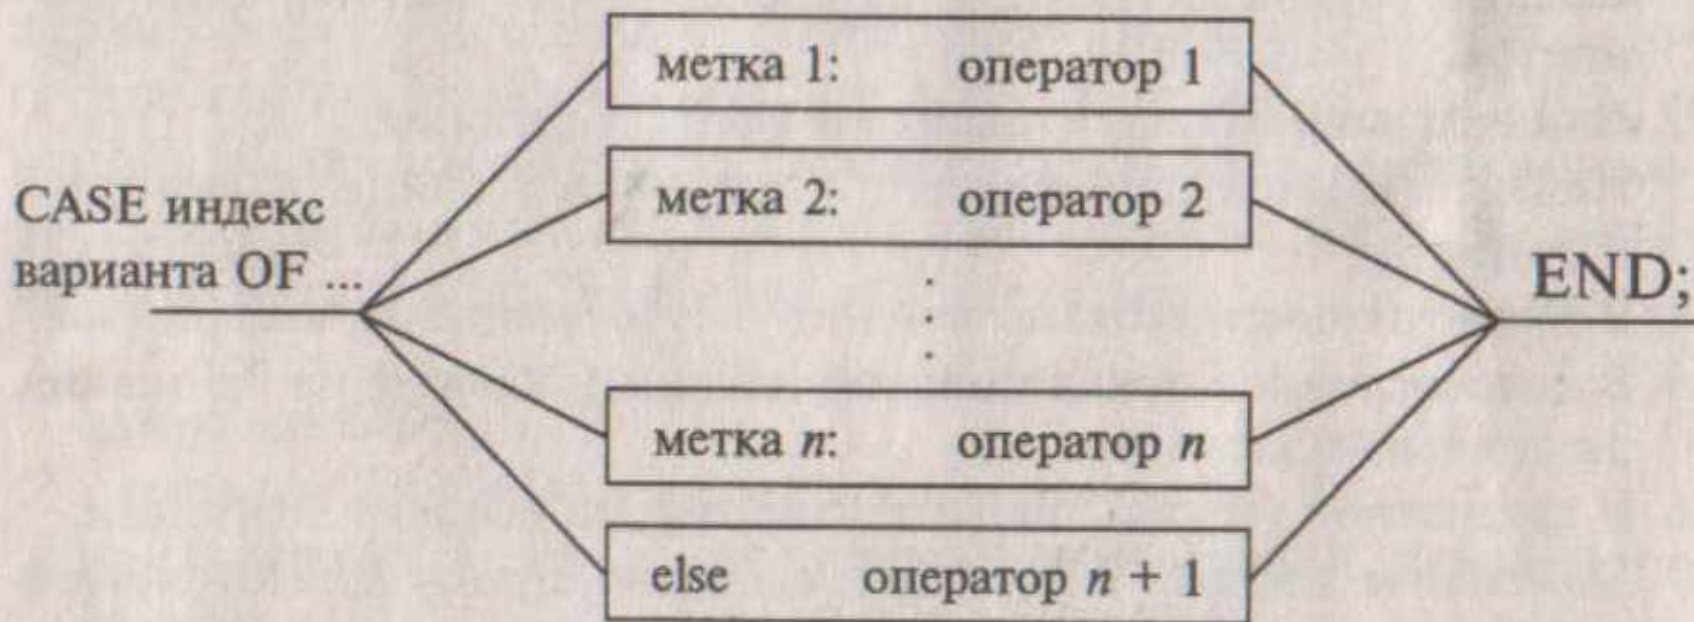 метка 1: оператор 1
метка 2: оператор 2
CASE индекс
варианта OF ...
END;
метка n: оператор n
else оператор n + 1